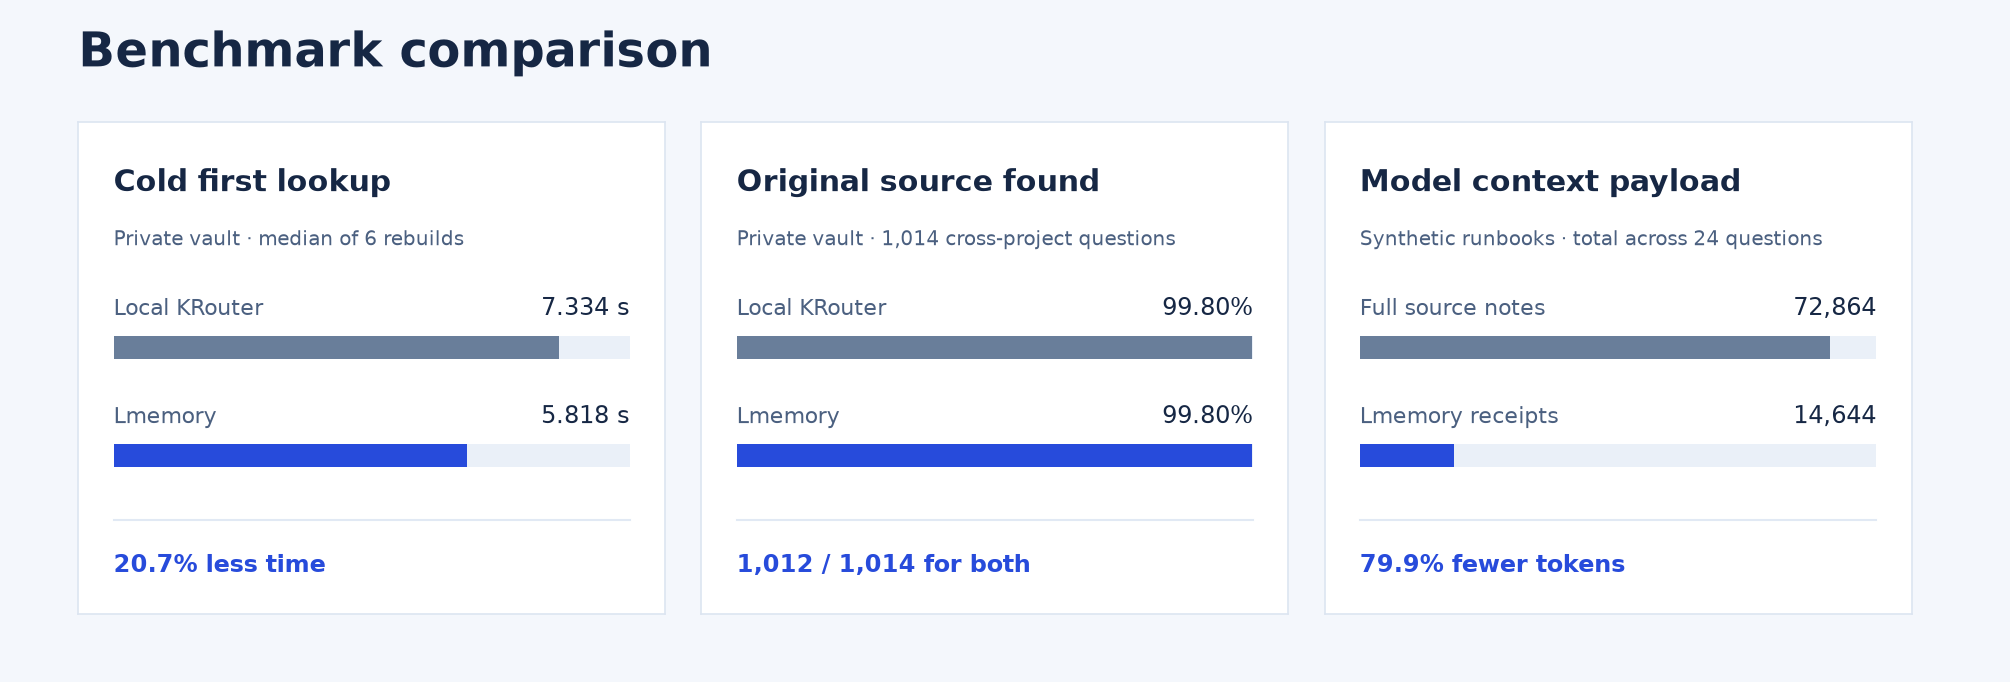 Benchmark comparison
Cold first lookup
Private vault · median of 6 rebuilds
Local KRouter 7.334 s
Lmemory 5.818 s
20.7% less time
Original source found
Private vault · 1,014 cross-project questions
Local KRouter 99.80%
Lmemory 99.80%
1,012 / 1,014 for both
Model context payload
Synthetic runbooks · total across 24 questions
Full source notes 72,864
Lmemory receipts 14,644
79.9% fewer tokens